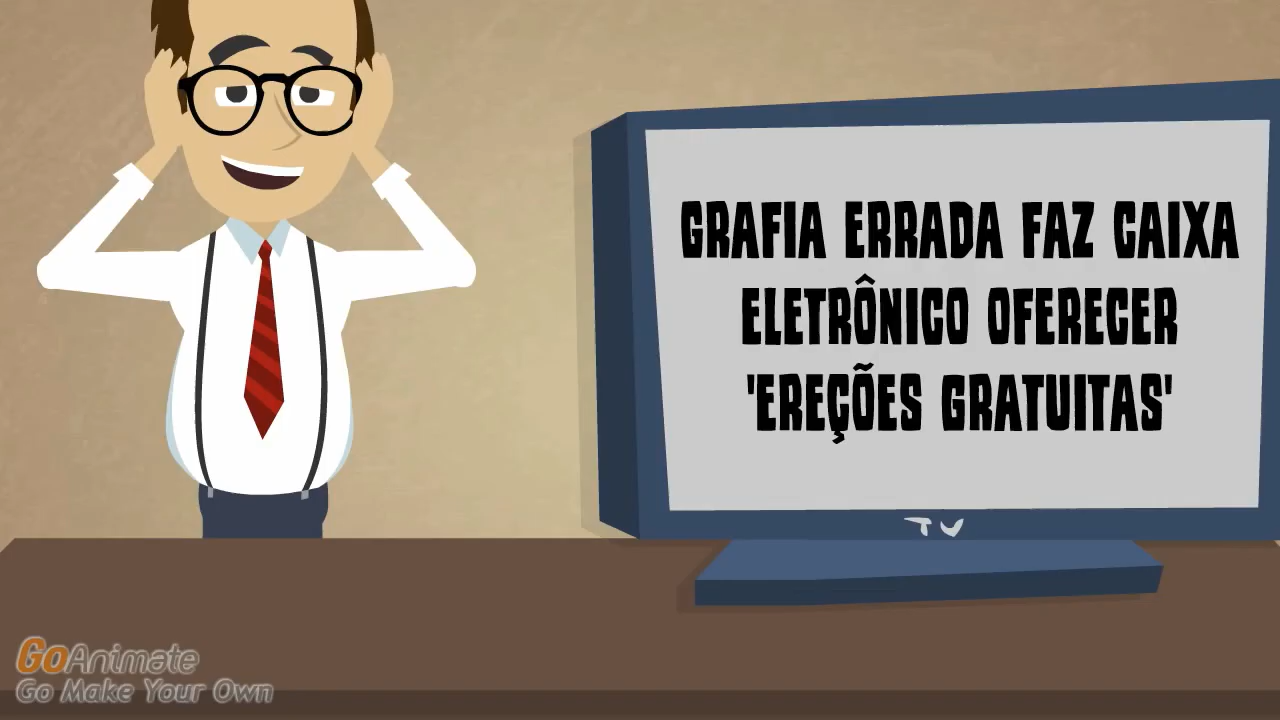 GRAFIA ERRADA FAZ CAIXA
ELETRÔNICO OFERECER
'EREÇÕES GRATUITAS'
TV
GoAnimate
Go Make Your Own